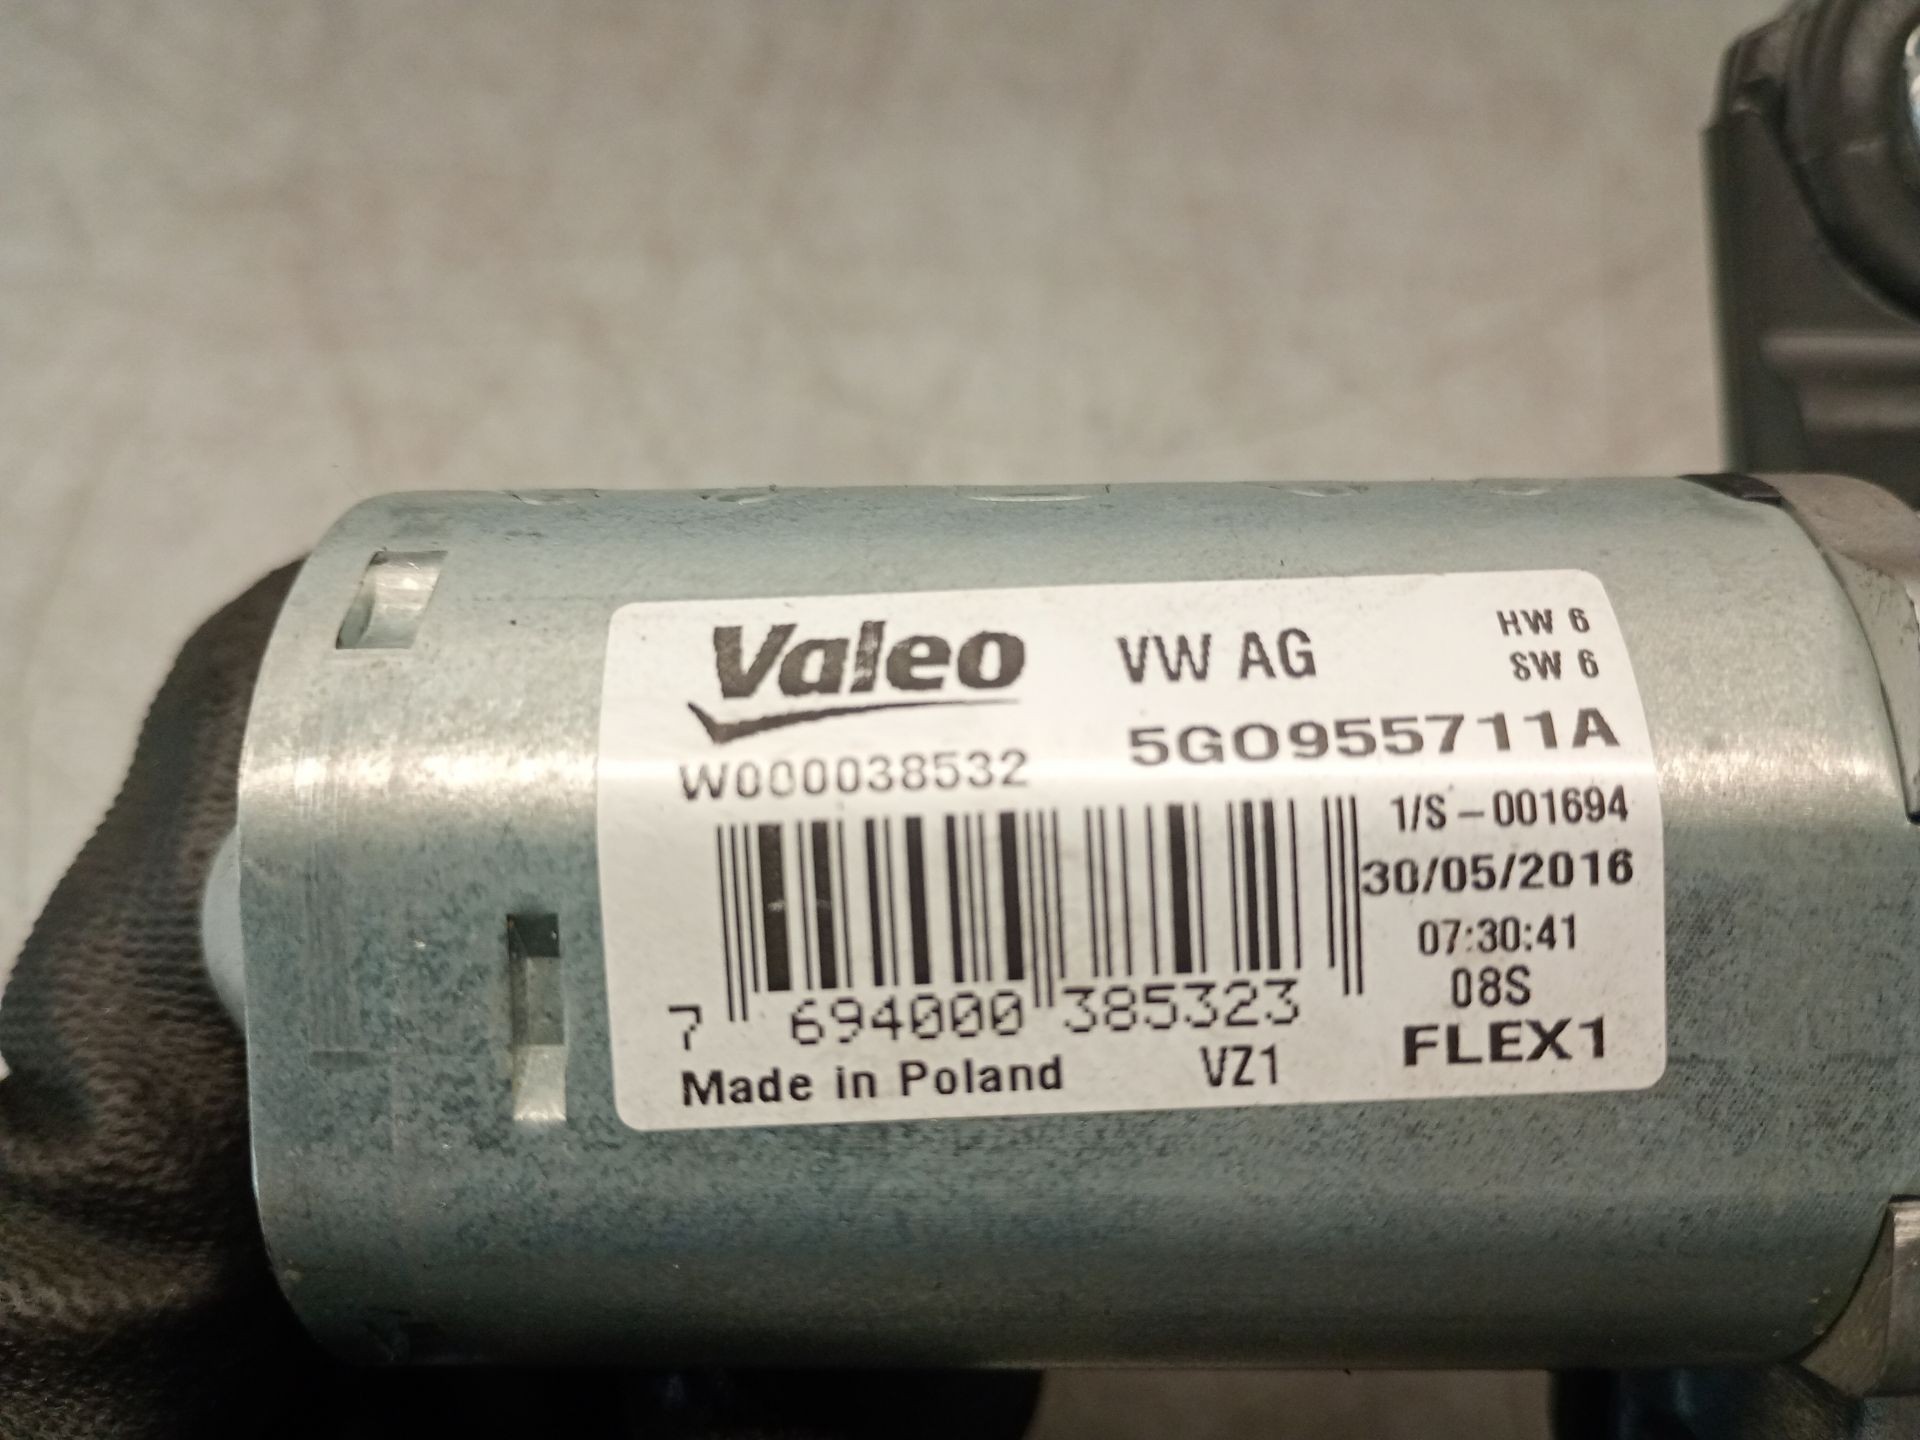 Valeo
VW AG
HW 6
SW 6
W000038532
5G0955711A
1/S - 001694
30/05/2016
07:30:41
08S
7 694000 385323
FLEX1
Made in Poland
VZ1